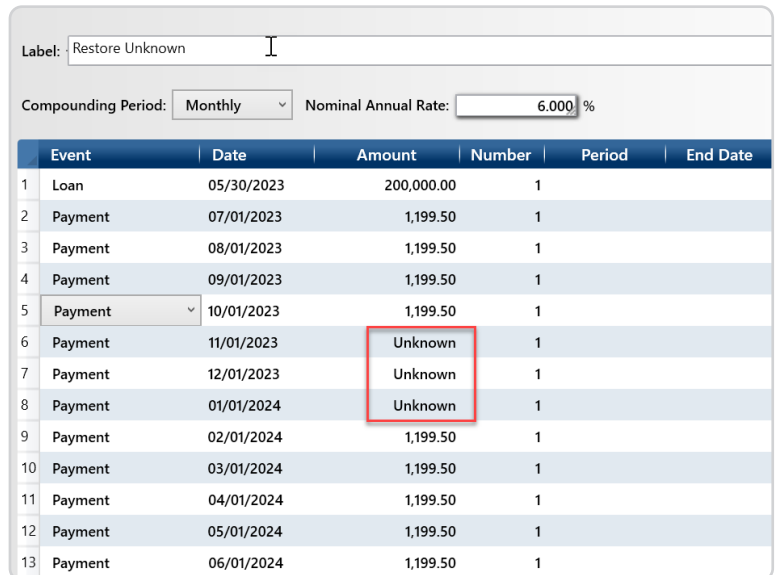 Label: Restore Unknown
Compounding Period: Monthly Nominal Annual Rate: 6.000 %
Event Date Amount Number Period End Date
1 Loan 05/30/2023 200,000.00 1
2 Payment 07/01/2023 1,199.50 1
3 Payment 08/01/2023 1,199.50 1
4 Payment 09/01/2023 1,199.50 1
5 Payment 10/01/2023 1,199.50 1
6 Payment 11/01/2023 Unknown 1
7 Payment 12/01/2023 Unknown 1
8 Payment 01/01/2024 Unknown 1
9 Payment 02/01/2024 1,199.50 1
10 Payment 03/01/2024 1,199.50 1
11 Payment 04/01/2024 1,199.50 1
12 Payment 05/01/2024 1,199.50 1
13 Payment 06/01/2024 1,199.50 1